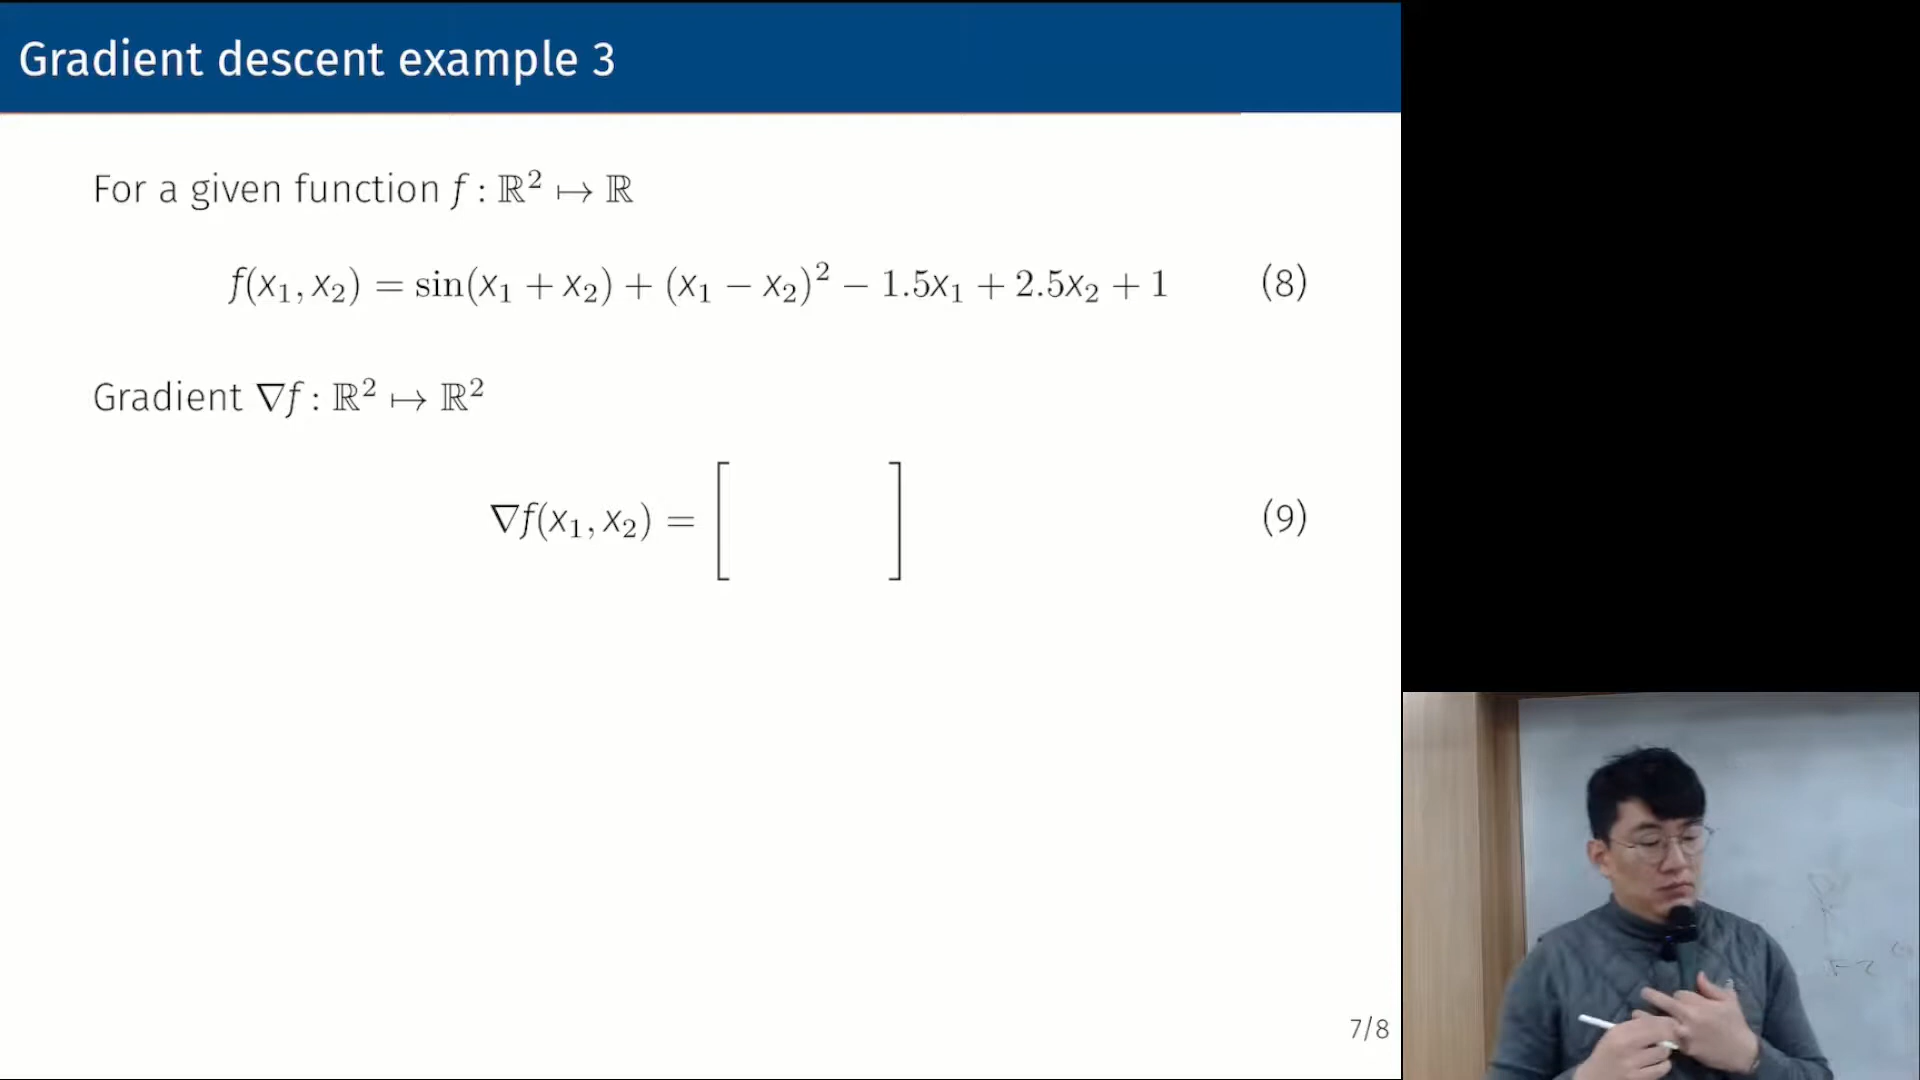 Gradient descent example 3
For a given function f : ℝ² ↦ ℝ
f(x₁, x₂) = sin(x₁ + x₂) + (x₁ − x₂)² − 1.5x₁ + 2.5x₂ + 1 (8)
Gradient ∇f : ℝ² ↦ ℝ²
∇f(x₁, x₂) = [ ] (9)
7/8